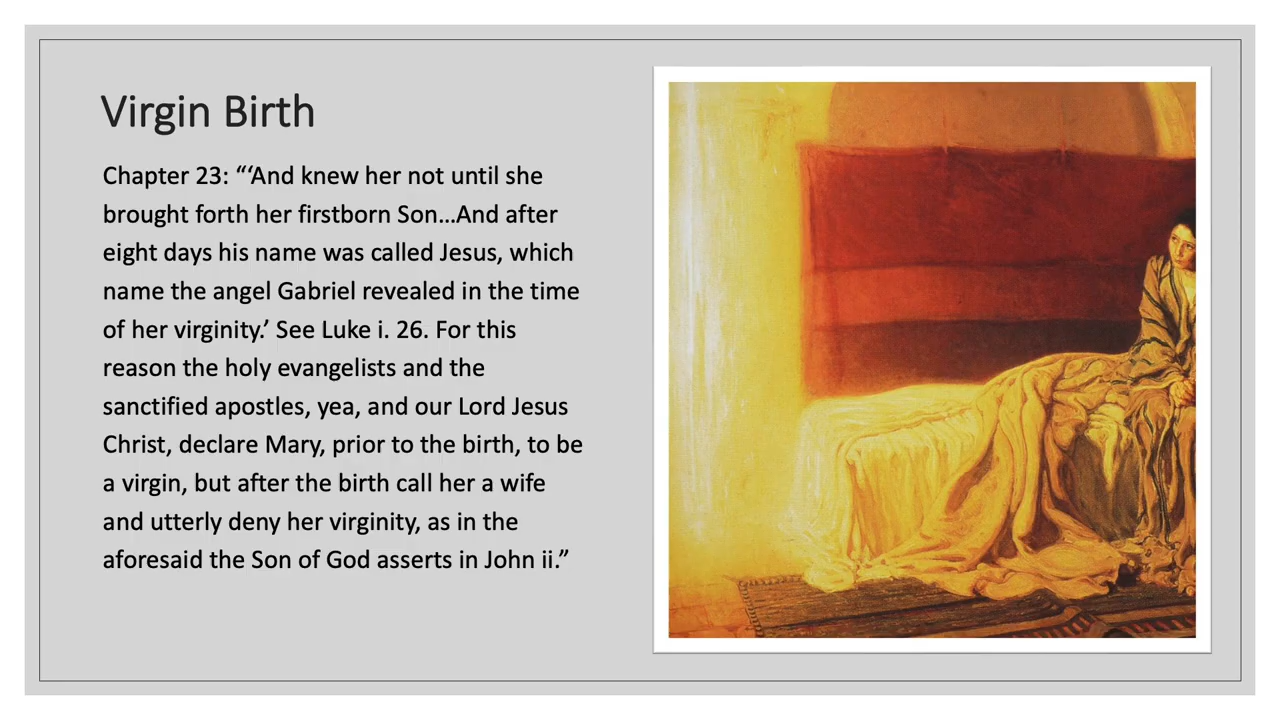 Virgin Birth
Chapter 23: “‘And knew her not until she
brought forth her firstborn Son…And after
eight days his name was called Jesus, which
name the angel Gabriel revealed in the time
of her virginity.’ See Luke i. 26. For this
reason the holy evangelists and the
sanctified apostles, yea, and our Lord Jesus
Christ, declare Mary, prior to the birth, to be
a virgin, but after the birth call her a wife
and utterly deny her virginity, as in the
aforesaid the Son of God asserts in John ii.”